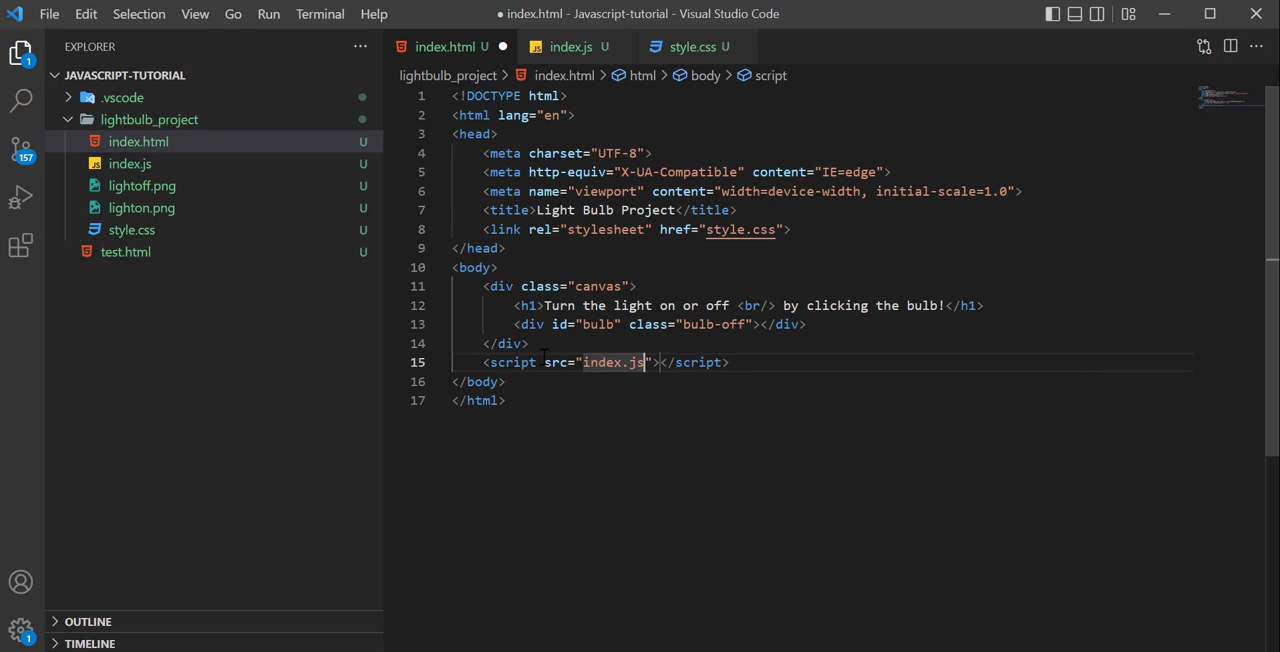 File Edit Selection View Go Run Terminal Help
● index.html - Javascript-tutorial - Visual Studio Code
EXPLORER
JAVASCRIPT-TUTORIAL
.vscode
lightbulb_project
index.html U
index.js U
lightoff.png U
lighton.png U
style.css U
test.html U
OUTLINE
TIMELINE
1
157
1
index.html U
JS index.js U
style.css U
lightbulb_project > index.html > html > body > script
1 <!DOCTYPE html>
2 <html lang="en">
3 <head>
4 <meta charset="UTF-8">
5 <meta http-equiv="X-UA-Compatible" content="IE=edge">
6 <meta name="viewport" content="width=device-width, initial-scale=1.0">
7 <title>Light Bulb Project</title>
8 <link rel="stylesheet" href="style.css">
9 </head>
10 <body>
11 <div class="canvas">
12 <h1>Turn the light on or off <br/> by clicking the bulb!</h1>
13 <div id="bulb" class="bulb-off"></div>
14 </div>
15 <script src="index.js"></script>
16 </body>
17 </html>